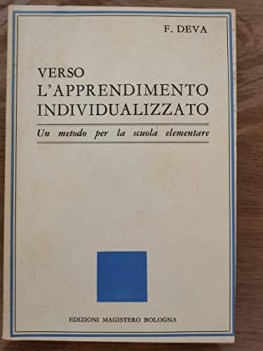 F. DEVA
VERSO
L'APPRENDIMENTO
INDIVIDUALIZZATO
Un metodo per la scuola elementare
EDIZIONI MAGISTERO BOLOGNA